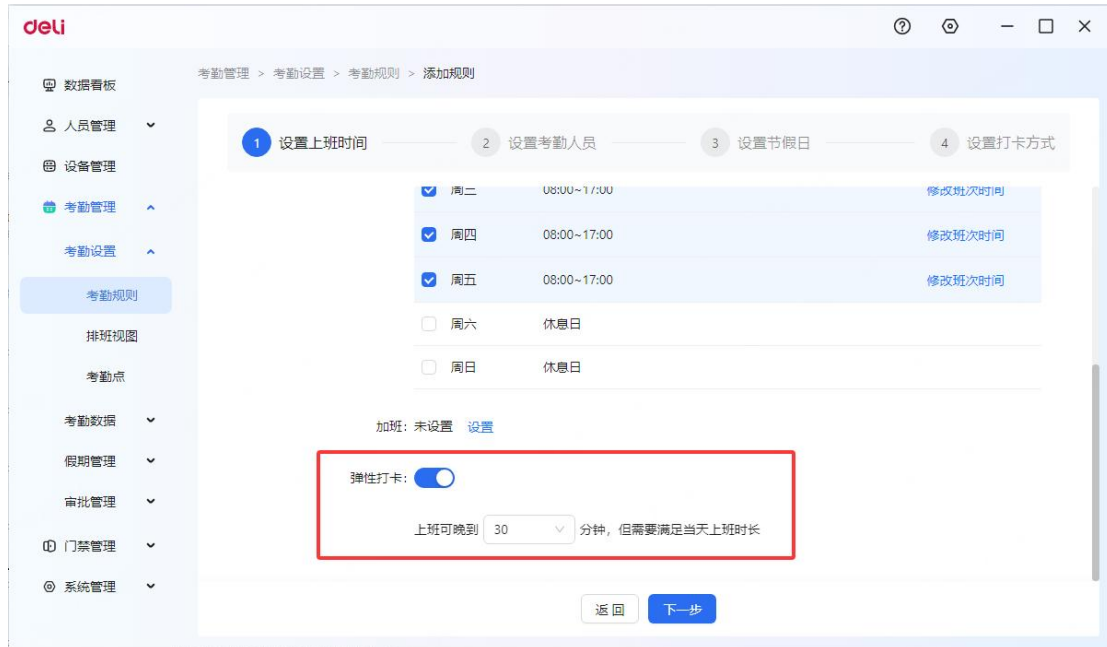 deli
数据看板
人员管理
设备管理
考勤管理
考勤设置
考勤规则
排班视图
考勤点
考勤数据
假期管理
审批管理
门禁管理
系统管理
考勤管理 > 考勤设置 > 考勤规则 > 添加规则
1 设置上班时间 2 设置考勤人员 3 设置节假日 4 设置打卡方式
周三 08:00~17:00 修改班次时间
周四 08:00~17:00 修改班次时间
周五 08:00~17:00 修改班次时间
周六 休息日
周日 休息日
加班: 未设置 设置
弹性打卡:
上班可晚到 30 分钟，但需要满足当天上班时长
返回 下一步